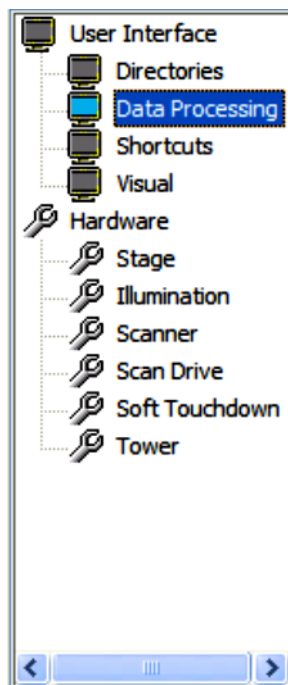 User Interface
Directories
Data Processing
Shortcuts
Visual
Hardware
Stage
Illumination
Scanner
Scan Drive
Soft Touchdown
Tower